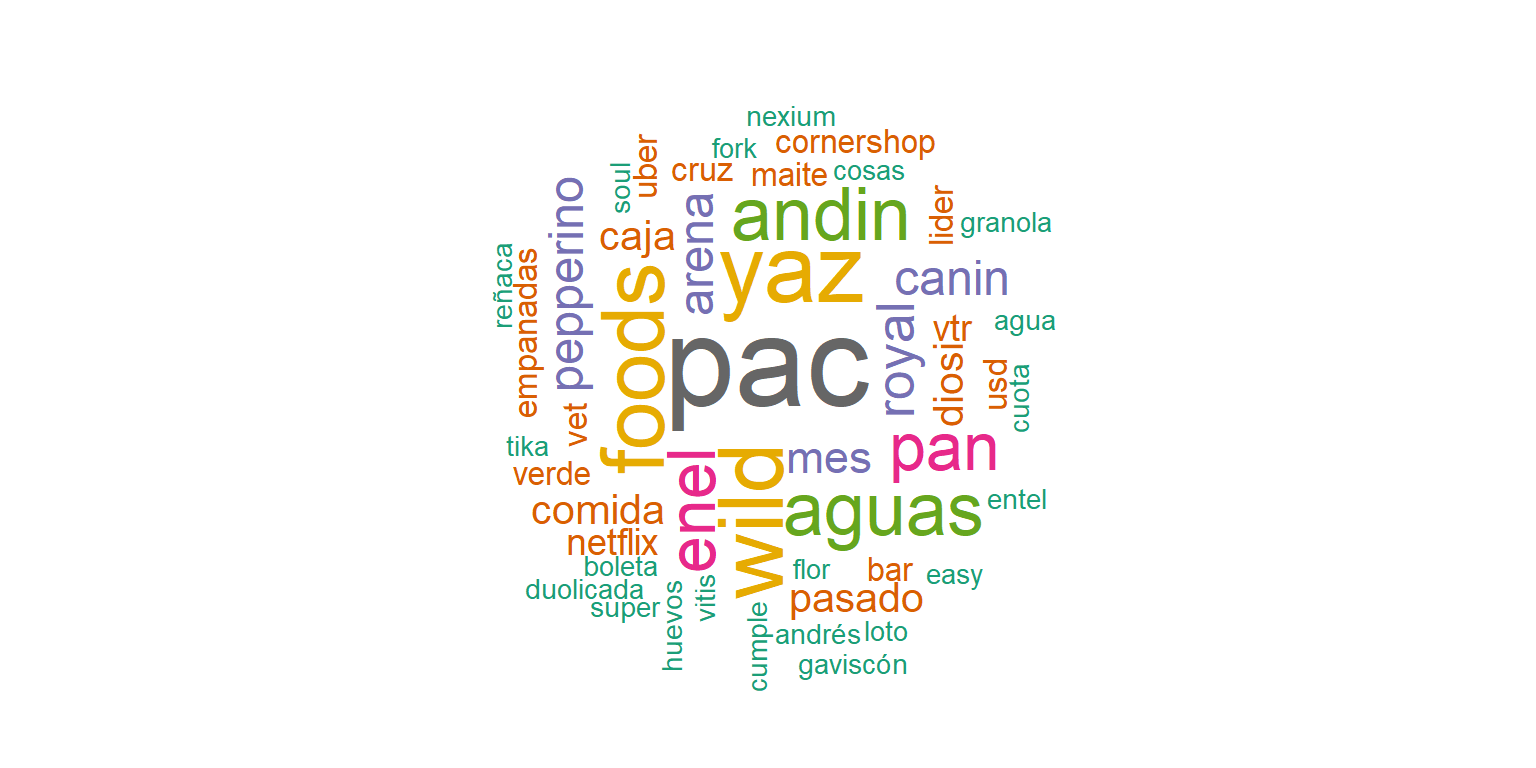 nexium
fork
cornershop
soul
uber
cruz
maite
cosas
pepperino
caja
arena
andin
lider
granola
reñaca
empanadas
foods
yaz
canin
royal
vtr
agua
pac
diosi
usd
cuota
vet
tika
verde
enel
wild
mes
pan
comida
aguas
entel
netflix
boleta
duolicada
super
huevos
vitis
flor
bar
easy
pasado
cumple
andrés
loto
gaviscón